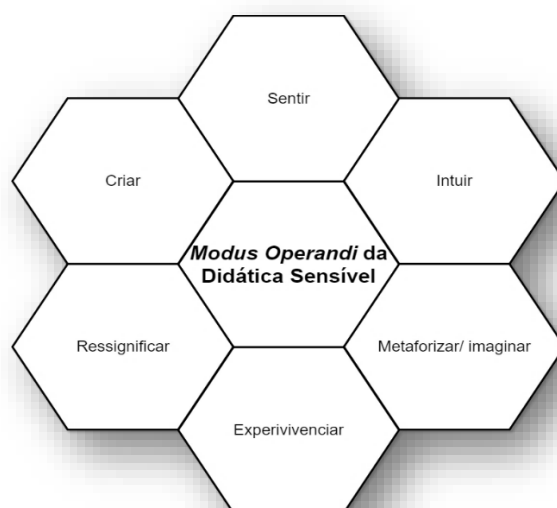 Sentir
Criar
Intuir
Modus Operandi da
Didática Sensível
Ressignificar
Metaforizar/ imaginar
Experivivenciar